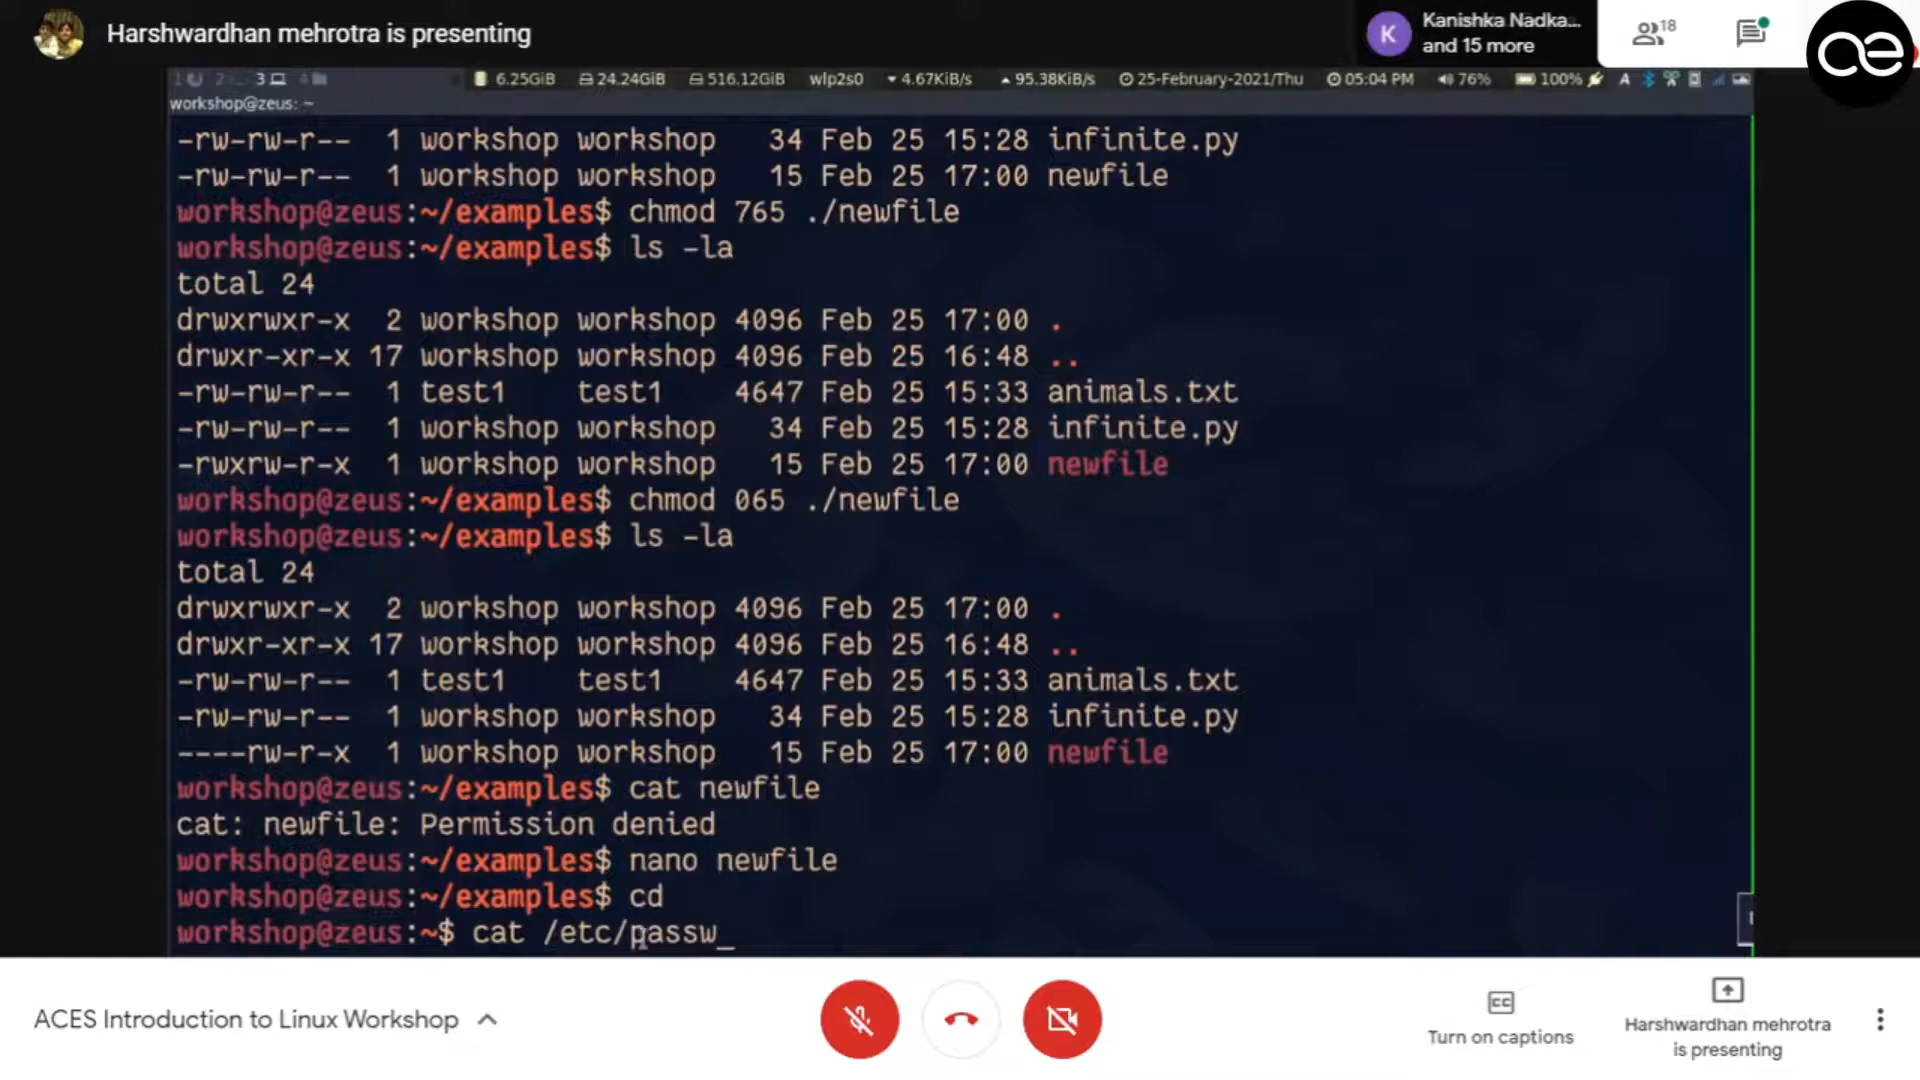 Harshwardhan mehrotra is presenting
K
Kanishka Nadka...
and 15 more
18
1 2 3 4 6.25GiB 24.24GiB 516.12GiB wlp2s0 4.67KiB/s 95.38KiB/s 25-February-2021/Thu 05:04 PM 76% 100% A
workshop@zeus: ~
-rw-rw-r-- 1 workshop workshop 34 Feb 25 15:28 infinite.py
-rw-rw-r-- 1 workshop workshop 15 Feb 25 17:00 newfile
workshop@zeus:~/examples$ chmod 765 ./newfile
workshop@zeus:~/examples$ ls -la
total 24
drwxrwxr-x 2 workshop workshop 4096 Feb 25 17:00 .
drwxr-xr-x 17 workshop workshop 4096 Feb 25 16:48 ..
-rw-rw-r-- 1 test1 test1 4647 Feb 25 15:33 animals.txt
-rw-rw-r-- 1 workshop workshop 34 Feb 25 15:28 infinite.py
-rwxrw-r-x 1 workshop workshop 15 Feb 25 17:00 newfile
workshop@zeus:~/examples$ chmod 065 ./newfile
workshop@zeus:~/examples$ ls -la
total 24
drwxrwxr-x 2 workshop workshop 4096 Feb 25 17:00 .
drwxr-xr-x 17 workshop workshop 4096 Feb 25 16:48 ..
-rw-rw-r-- 1 test1 test1 4647 Feb 25 15:33 animals.txt
-rw-rw-r-- 1 workshop workshop 34 Feb 25 15:28 infinite.py
----rw-r-x 1 workshop workshop 15 Feb 25 17:00 newfile
workshop@zeus:~/examples$ cat newfile
cat: newfile: Permission denied
workshop@zeus:~/examples$ nano newfile
workshop@zeus:~/examples$ cd
workshop@zeus:~$ cat /etc/passw_
ACES Introduction to Linux Workshop
CC
Turn on captions
Harshwardhan mehrotra
is presenting